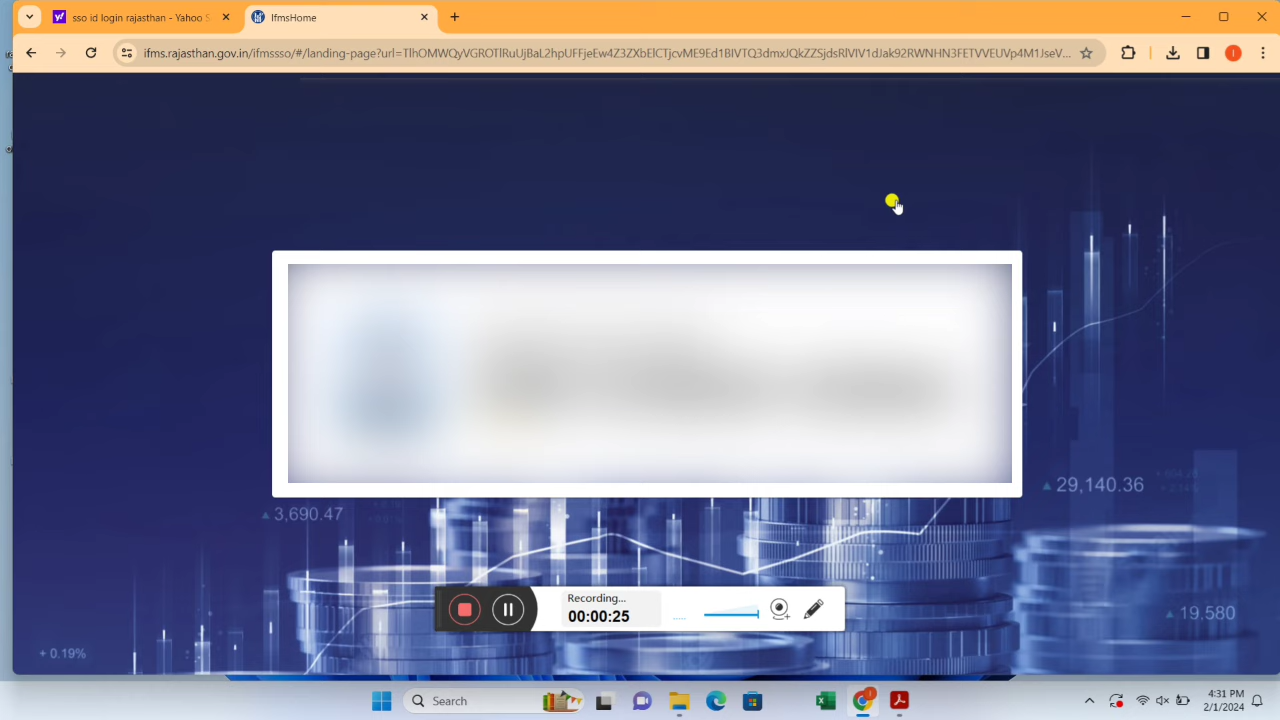 sso id login rajasthan - Yahoo S
IfmsHome
ifms.rajasthan.gov.in/ifmssso/#/landing-page?url=TlhOMWQyVGROTlRuUjBaL2hpUFFjeEw4Z3ZXbElCTjcvME9Ed1BIVTQ3dmxJQkZZSjdsRlVlV1dJak92RWNHN3FETVVEUVp4M1JseV...
29,140.36
3,690.47
19,580
+ 0.19%
Recording...
00:00:25
Search
4:31 PM
2/1/2024